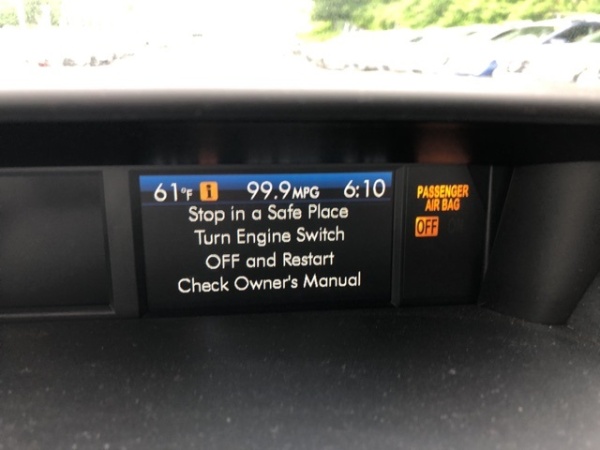 61°F i 99.9MPG 6:10
Stop in a Safe Place
Turn Engine Switch
OFF and Restart
Check Owner's Manual
PASSENGER
AIR BAG
OFF